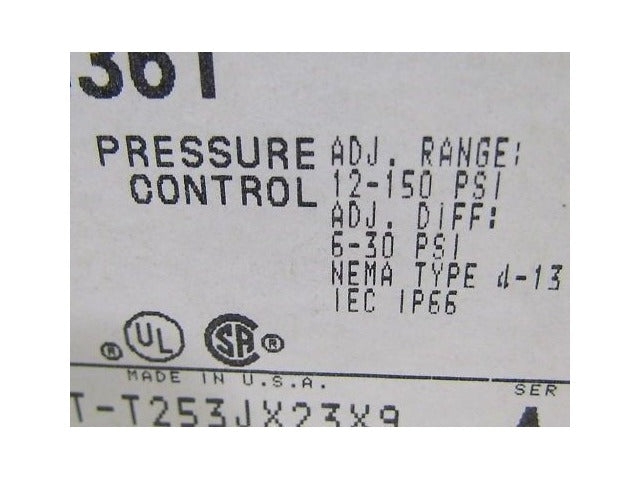 836T
PRESSURE CONTROL
ADJ. RANGE:
12-150 PSI
ADJ. DIFF:
6-30 PSI
NEMA TYPE 4-13
IEC IP66
® UL SA ®
MADE IN U.S.A.
SER
T-T253JX23X9